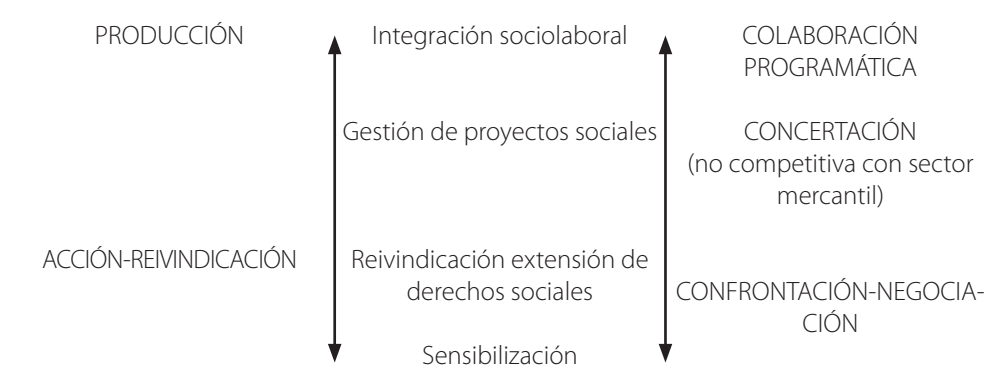 PRODUCCIÓN
Integración sociolaboral
COLABORACIÓN
PROGRAMÁTICA
Gestión de proyectos sociales
CONCERTACIÓN
(no competitiva con sector
mercantil)
ACCIÓN-REIVINDICACIÓN
Reivindicación extensión de
derechos sociales
CONFRONTACIÓN-NEGOCIA-
CIÓN
Sensibilización